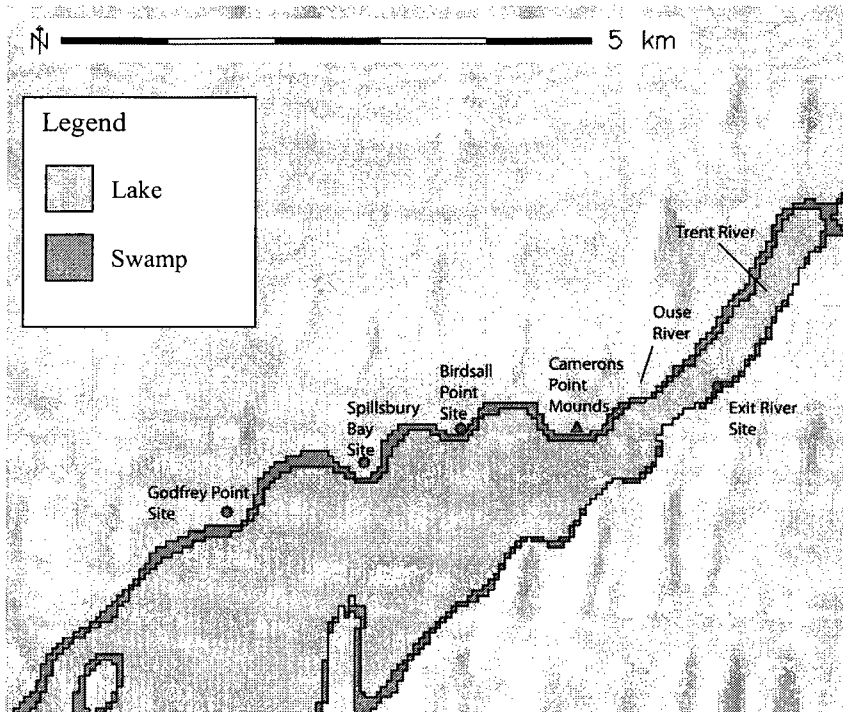 N
5 km
Legend
Lake
Swamp
Trent River
Ouse
River
Camerons
Point
Mounds
Birdsall
Point
Site
Exit River
Site
Spillsbury
Bay
Site
Godfrey Point
Site